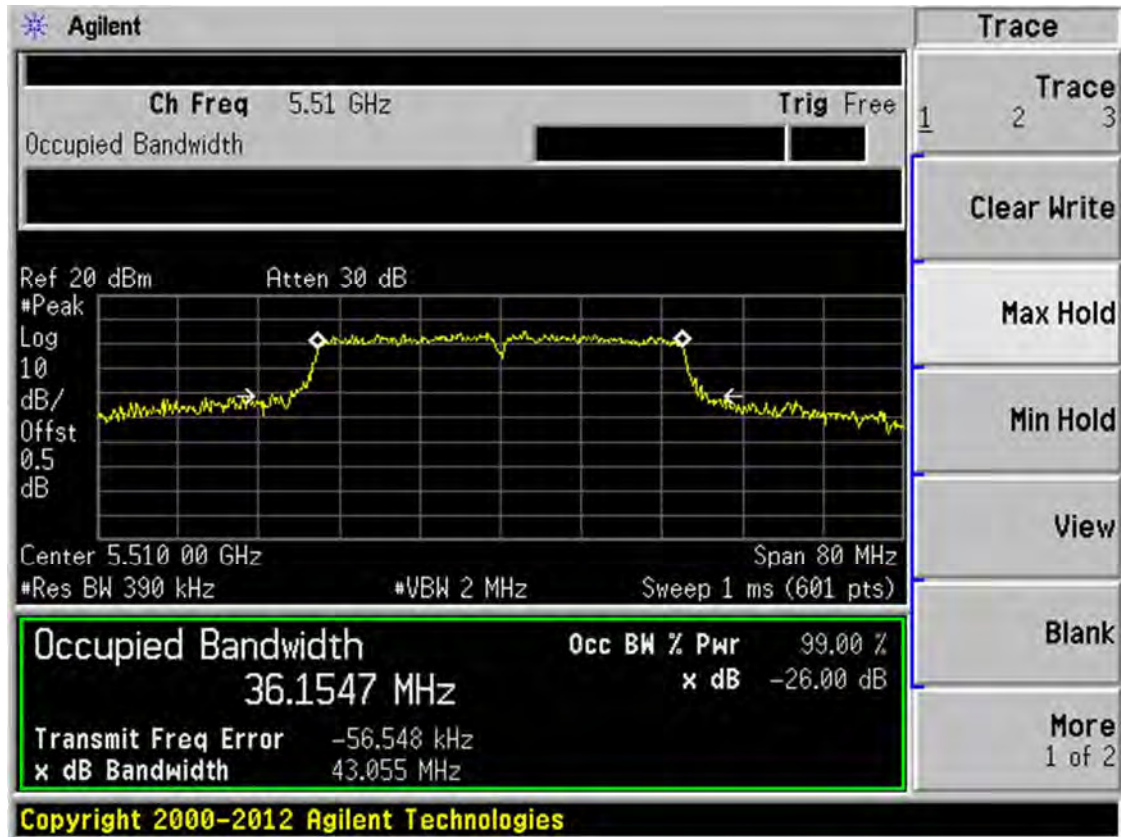 Agilent
Trace
Ch Freq 5.51 GHz Trig Free
Occupied Bandwidth
Trace
1 2 3
Clear Write
Max Hold
Min Hold
View
Blank
More
1 of 2
Ref 20 dBm Atten 30 dB
#Peak
Log
10
dB/
Offst
0.5
dB
Center 5.510 00 GHz Span 80 MHz
#Res BW 390 kHz #VBW 2 MHz Sweep 1 ms (601 pts)
Occupied Bandwidth
36.1547 MHz
Occ BW % Pwr 99.00 %
x dB -26.00 dB
Transmit Freq Error -56.548 kHz
x dB Bandwidth 43.055 MHz
Copyright 2000-2012 Agilent Technologies